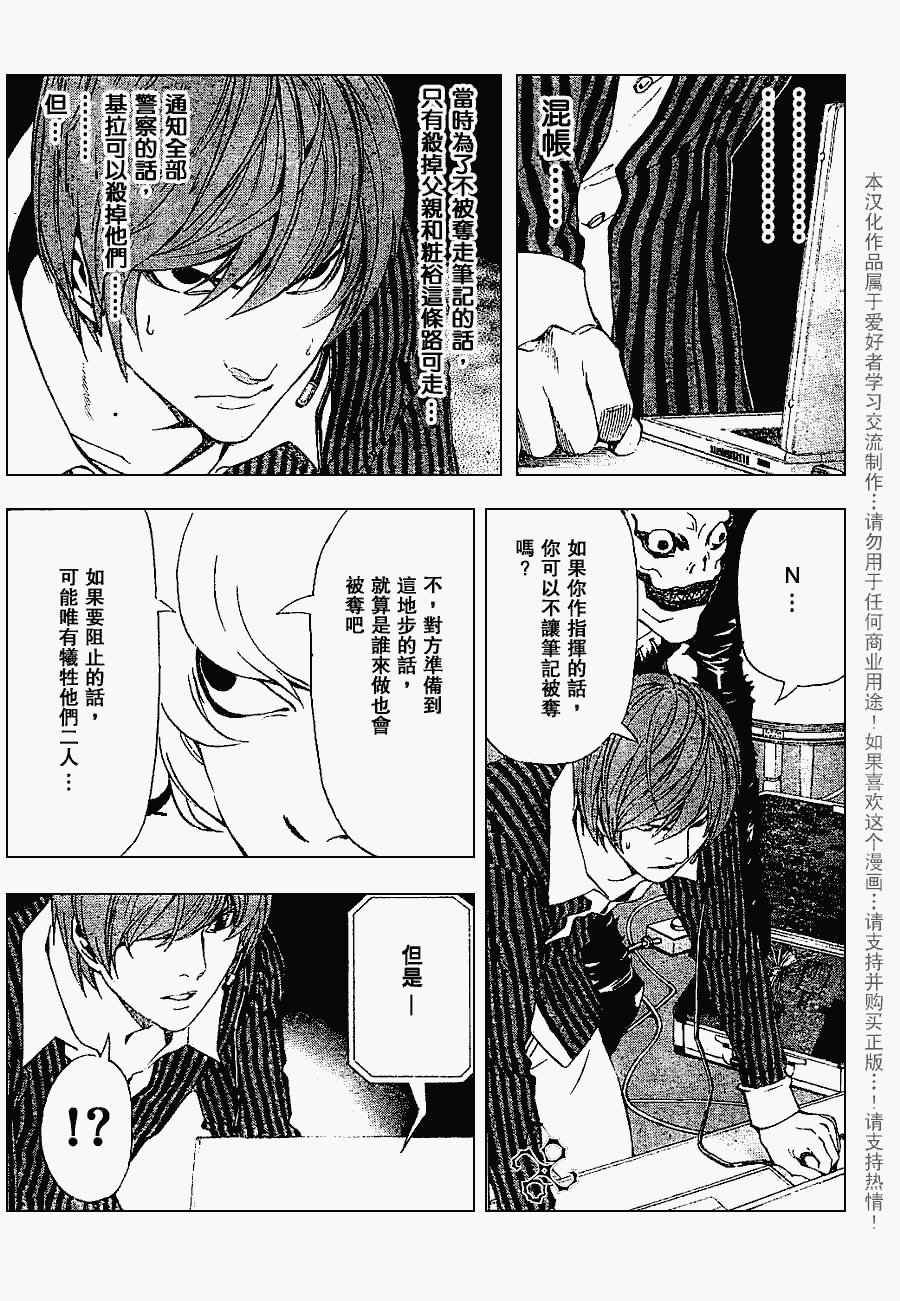 ………………
………………
混帳……
當時為了不被奪走筆記的話，
只有殺掉父親和粧裕這條路可走…
通知全部
警察的話，
基拉可以殺掉他們……
………
但…
N…
如果你作指揮的話，
你可以不讓筆記被奪
嗎？
不，對方準備到
這地步的話，
就算是誰來做也會
被奪吧
如果要阻止的話，
可能唯有犧牲他們二人…
但是—
！？
本汉化作品属于爱好者学习交流制作…请勿用于任何商业用途！如果喜欢这个漫画…请支持并购买正版…！请支持热情！